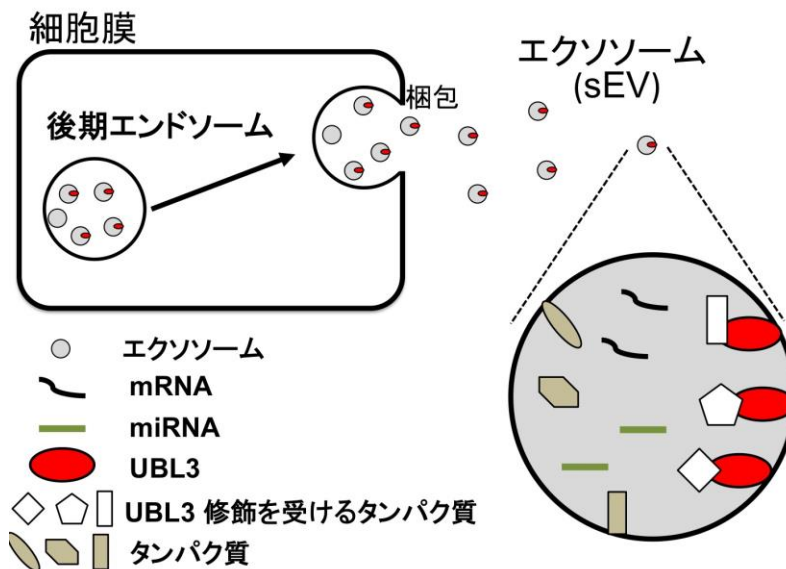 細胞膜
エクソソーム
(sEV)
後期エンドソーム
梱包
エクソソーム
mRNA
miRNA
UBL3
UBL3 修飾を受けるタンパク質
タンパク質